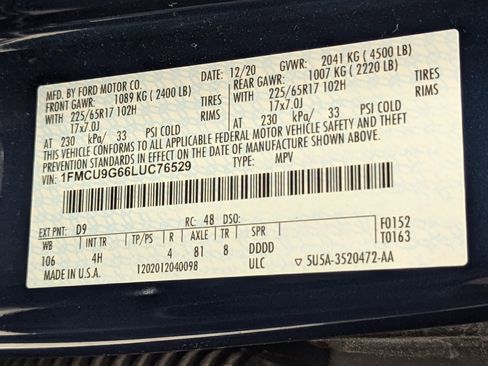 MFD. BY FORD MOTOR CO.
DATE: 12/20 GVWR: 2041 KG ( 4500 LB)
FRONT GAWR: 1089 KG ( 2400 LB) REAR GAWR: 1007 KG ( 2220 LB)
WITH 225/65R17 102H TIRES WITH 225/65R17 102H TIRES
17x7.0J RIMS 17x7.0J RIMS
AT 230 kPa/ 33 PSI COLD AT 230 kPa/ 33 PSI COLD
THIS VEHICLE CONFORMS TO ALL APPLICABLE FEDERAL MOTOR VEHICLE SAFETY AND THEFT
PREVENTION STANDARDS IN EFFECT ON THE DATE OF MANUFACTURE SHOWN ABOVE.
VIN: 1FMCU9G66LUC76529 TYPE: MPV
EXT PNT: D9 RC: 48 DSO: F0152
WB INT TR TP/PS R AXLE TR SPR T0163
106 4H 4 81 8 DDDD
MADE IN U.S.A. 1202012040098 ULC ▽ 5U5A-3520472-AA